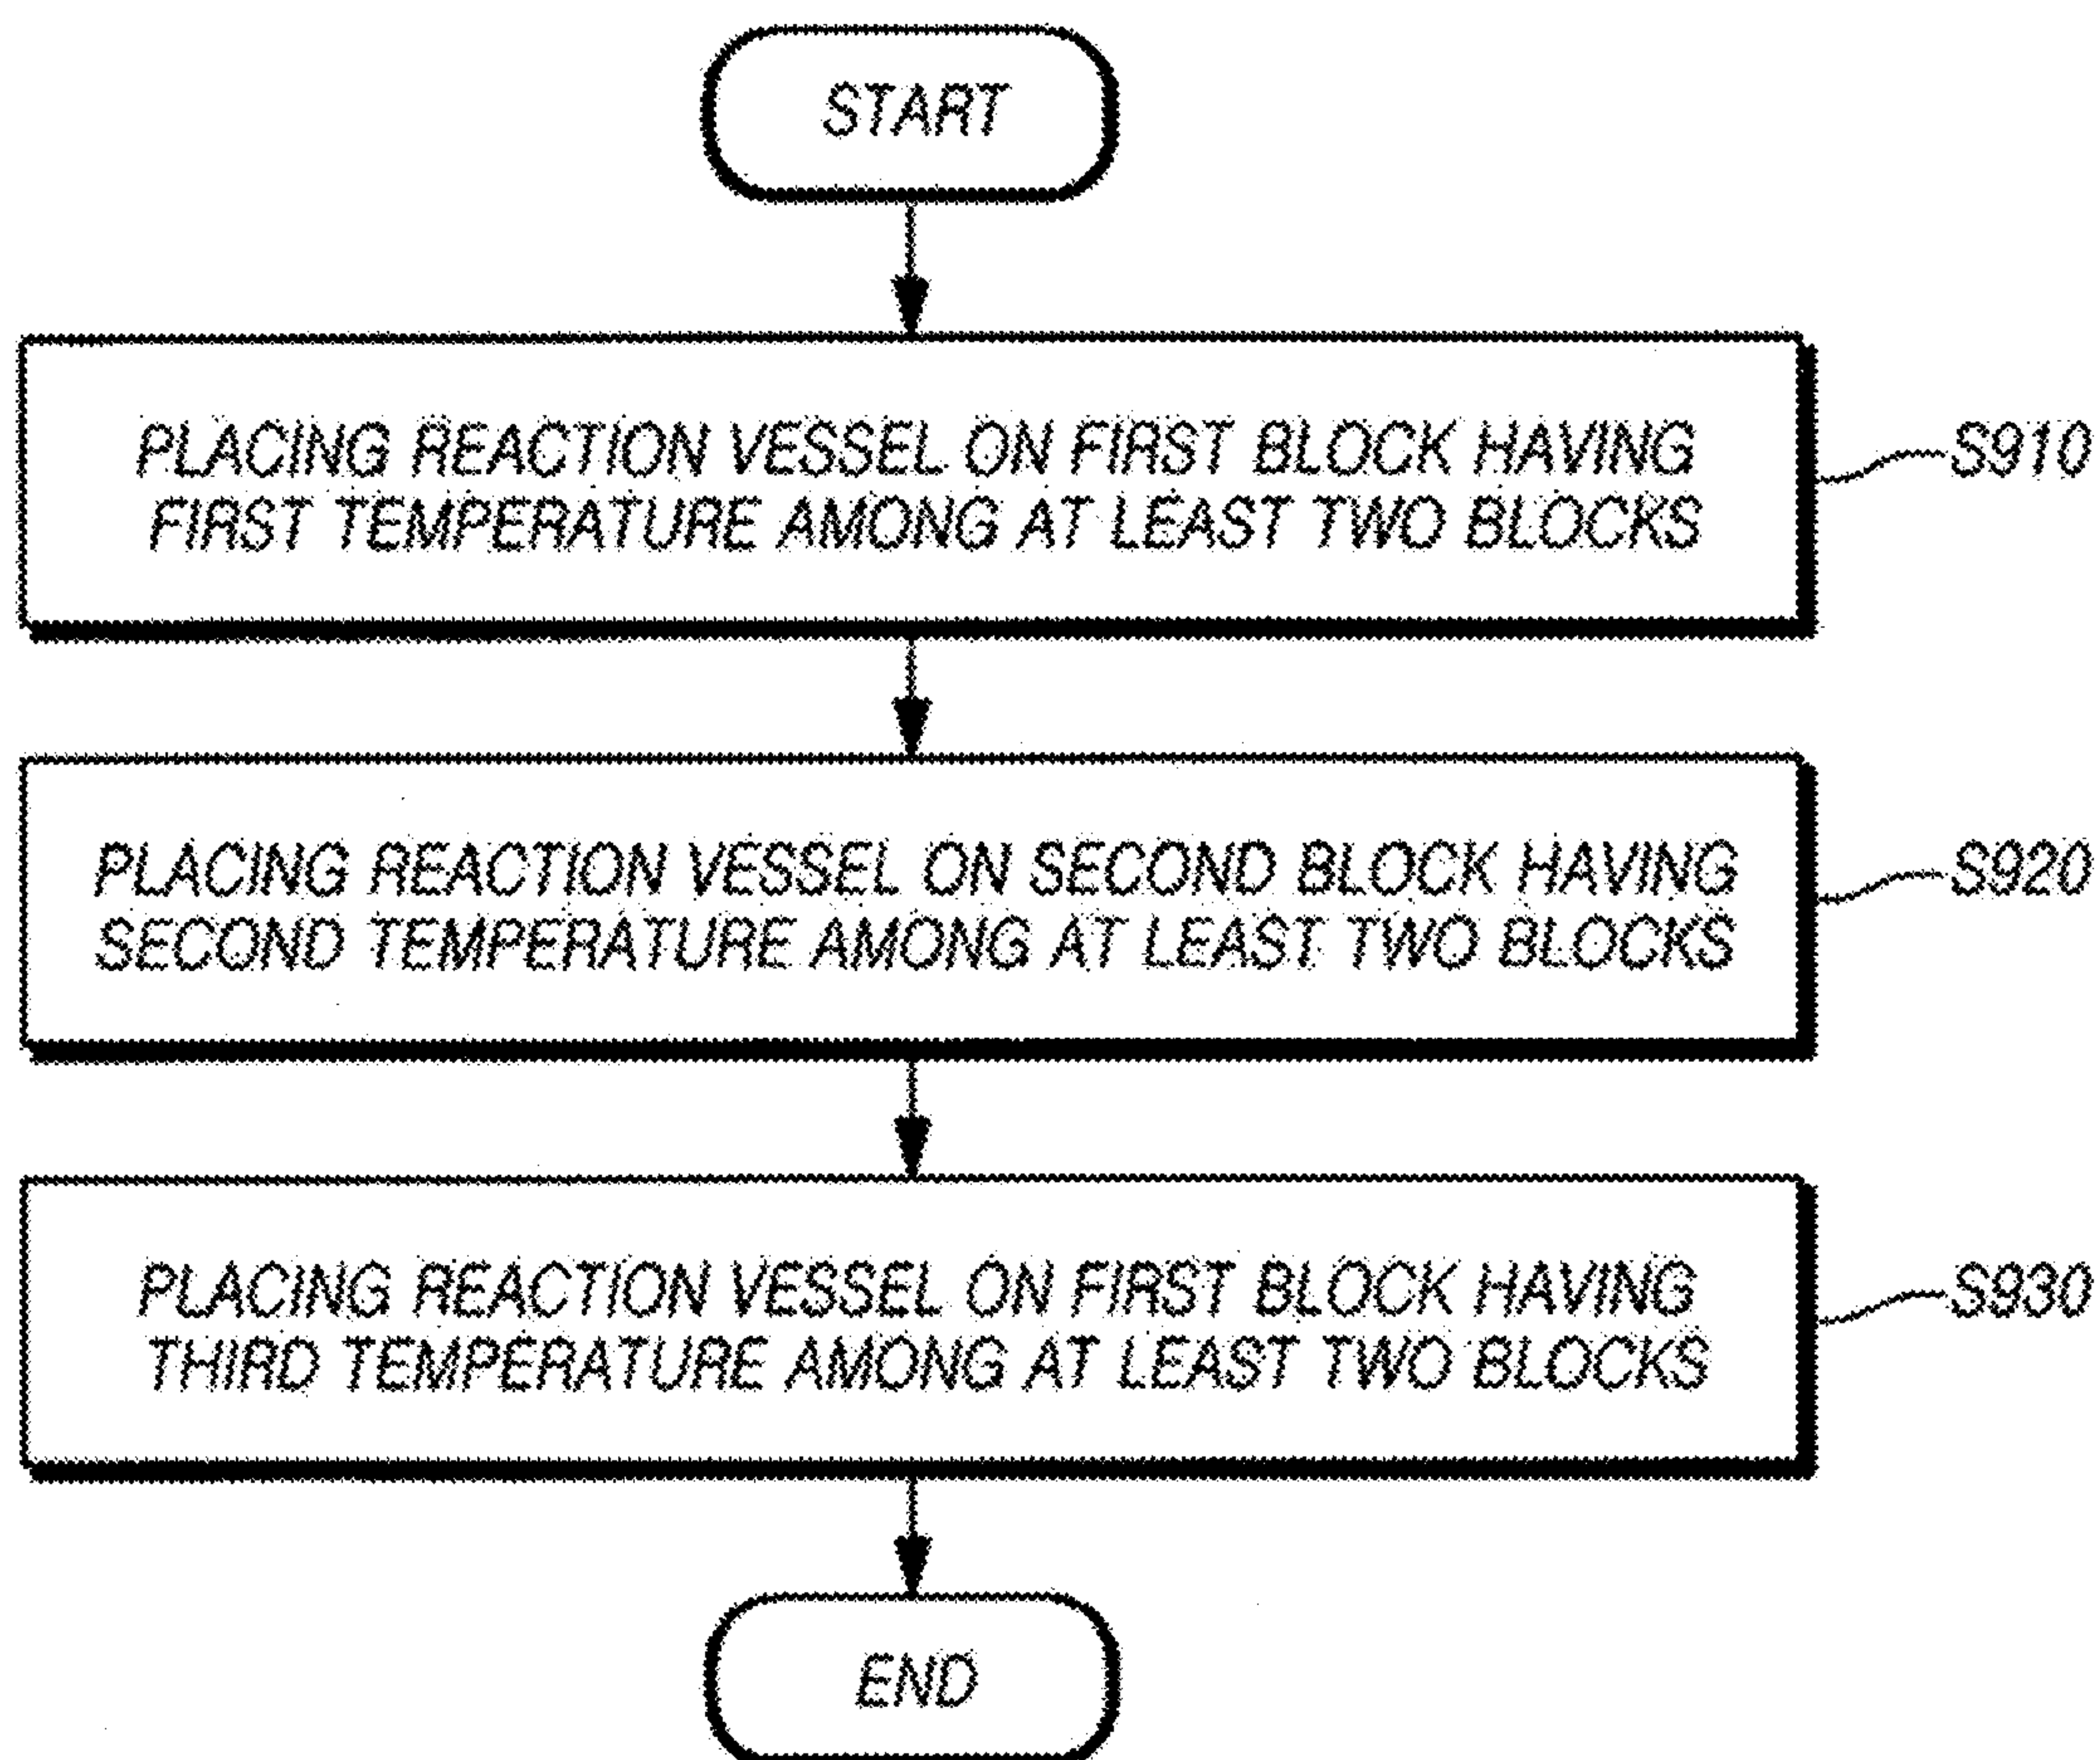 START
PLACING REACTION VESSEL ON FIRST BLOCK HAVING
FIRST TEMPERATURE AMONG AT LEAST TWO BLOCKS
S910
PLACING REACTION VESSEL ON SECOND BLOCK HAVING
SECOND TEMPERATURE AMONG AT LEAST TWO BLOCKS
S920
PLACING REACTION VESSEL ON FIRST BLOCK HAVING
THIRD TEMPERATURE AMONG AT LEAST TWO BLOCKS
S930
END